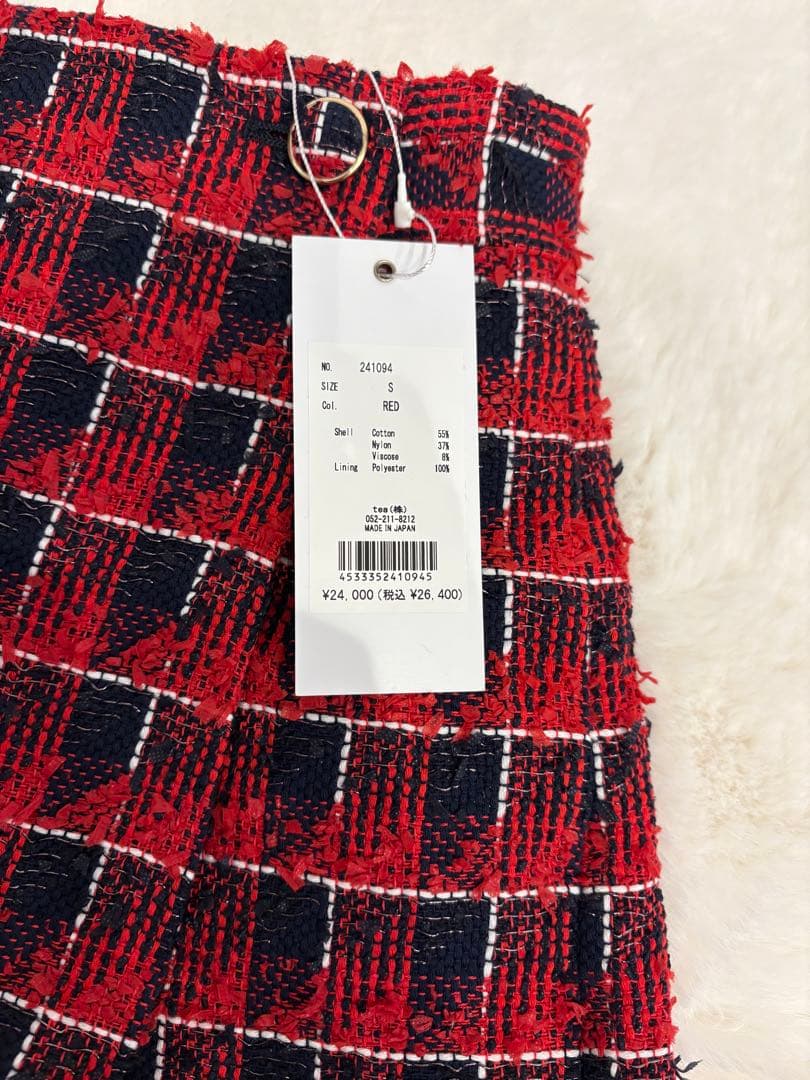 NO. 241094
SIZE S
Col. RED
Shell Cotton 55%
Nylon 37%
Viscose 8%
Lining Polyester 100%
tea(株)
052-211-8212
MADE IN JAPAN
4533352410945
¥24,000(税込 ¥26,400)